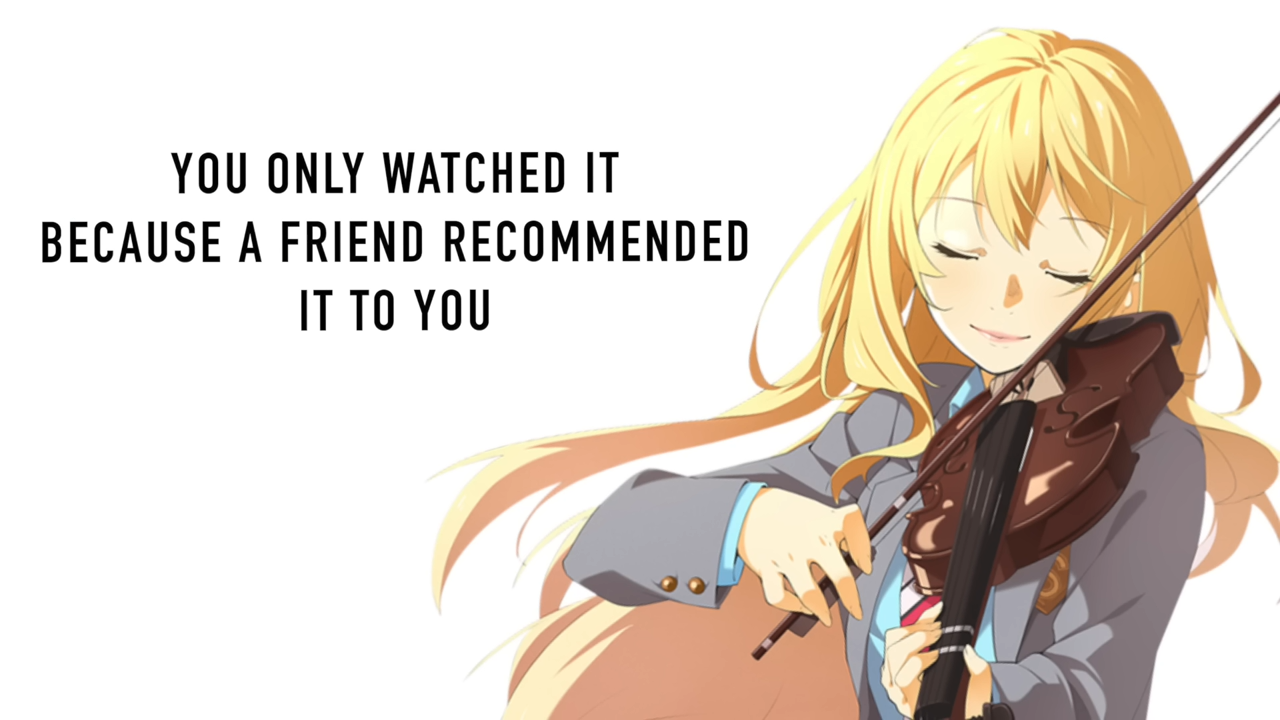 YOU ONLY WATCHED IT
BECAUSE A FRIEND RECOMMENDED
IT TO YOU